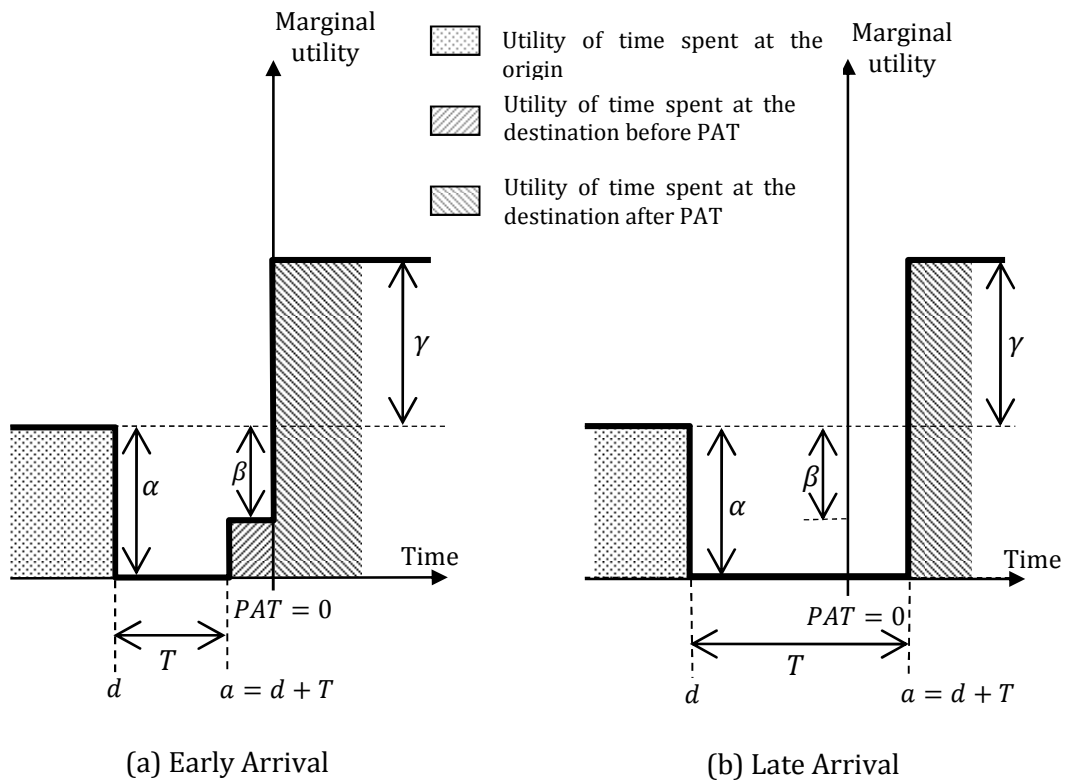 Marginal
utility
Utility of time spent at the
origin
Utility of time spent at the
destination before PAT
Utility of time spent at the
destination after PAT
Marginal
utility
γ
β
α
Time
PAT = 0
T
d
a = d + T
(a) Early Arrival
γ
β
α
Time
PAT = 0
T
d
a = d + T
(b) Late Arrival